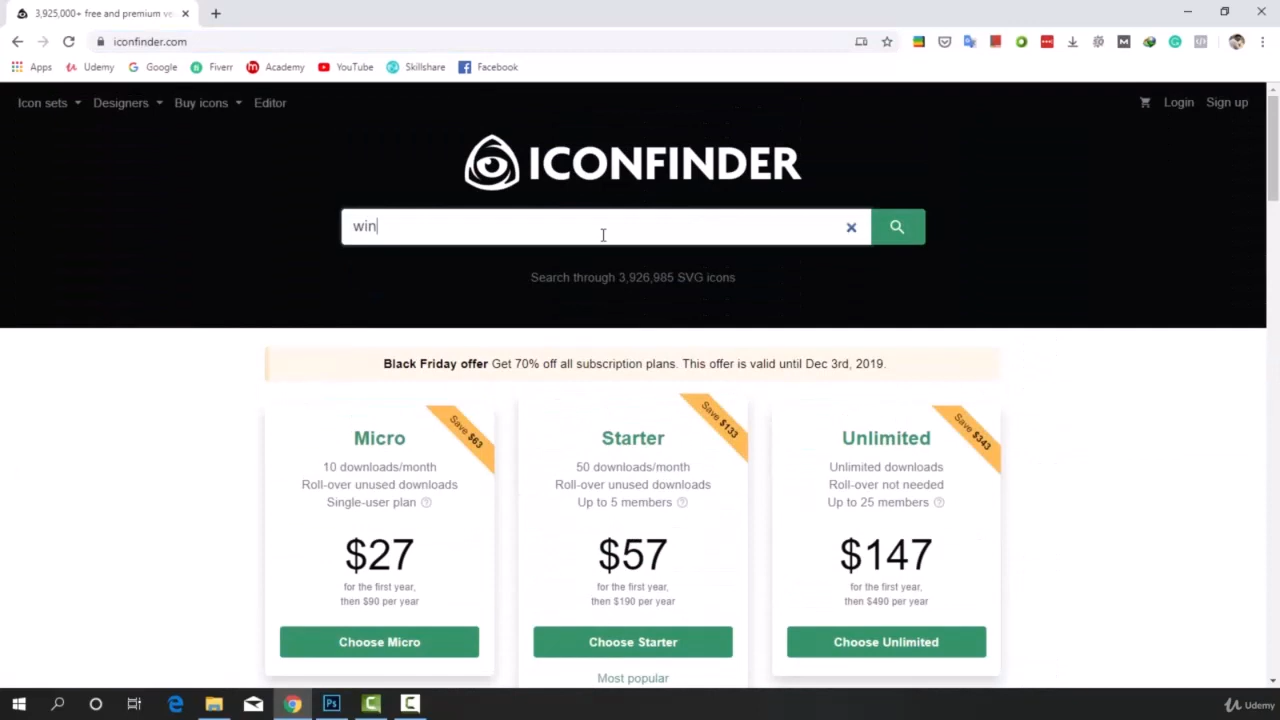 3,925,000+ free and premium ve
iconfinder.com
Apps
Udemy
Google
Fiverr
Academy
YouTube
Skillshare
Facebook
Icon sets
Designers
Buy icons
Editor
Login
Sign up
ICONFINDER
win
Search through 3,926,985 SVG icons
Black Friday offer Get 70% off all subscription plans. This offer is valid until Dec 3rd, 2019.
Save $63
Micro
10 downloads/month
Roll-over unused downloads
Single-user plan
$27
for the first year,
then $90 per year
Choose Micro
Save $133
Starter
50 downloads/month
Roll-over unused downloads
Up to 5 members
$57
for the first year,
then $190 per year
Choose Starter
Most popular
Save $343
Unlimited
Unlimited downloads
Roll-over not needed
Up to 25 members
$147
for the first year,
then $490 per year
Choose Unlimited
Ps
Udemy